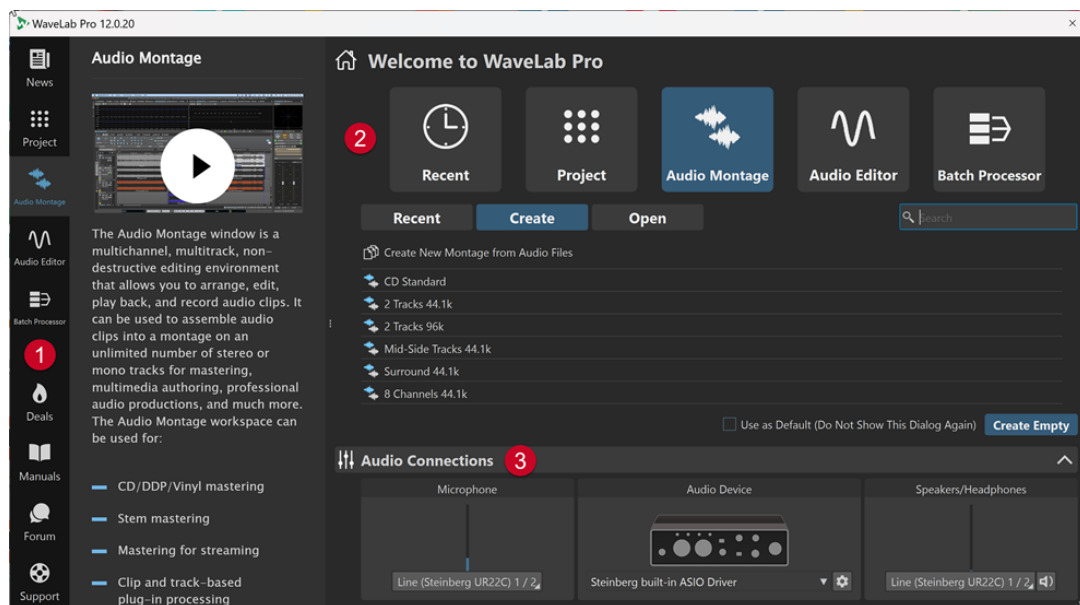 WaveLab Pro 12.0.20
News
Project
Audio Montage
Audio Editor
Batch Processor
1
Deals
Manuals
Forum
Support
Audio Montage
The Audio Montage window is a
multichannel, multitrack, non-
destructive editing environment
that allows you to arrange, edit,
play back, and record audio clips. It
can be used to assemble audio
clips into a montage on an
unlimited number of stereo or
mono tracks for mastering,
multimedia authoring, professional
audio productions, and much more.
The Audio Montage workspace can
be used for:
CD/DDP/Vinyl mastering
Stem mastering
Mastering for streaming
Clip and track-based
plug-in processing
Welcome to WaveLab Pro
2
Recent
Project
Audio Montage
Audio Editor
Batch Processor
Recent Create Open Search
Create New Montage from Audio Files
CD Standard
2 Tracks 44.1k
2 Tracks 96k
Mid-Side Tracks 44.1k
Surround 44.1k
8 Channels 44.1k
Use as Default (Do Not Show This Dialog Again) Create Empty
Audio Connections 3
Microphone Audio Device Speakers/Headphones
Line (Steinberg UR22C) 1 / 2 Steinberg built-in ASIO Driver Line (Steinberg UR22C) 1 / 2